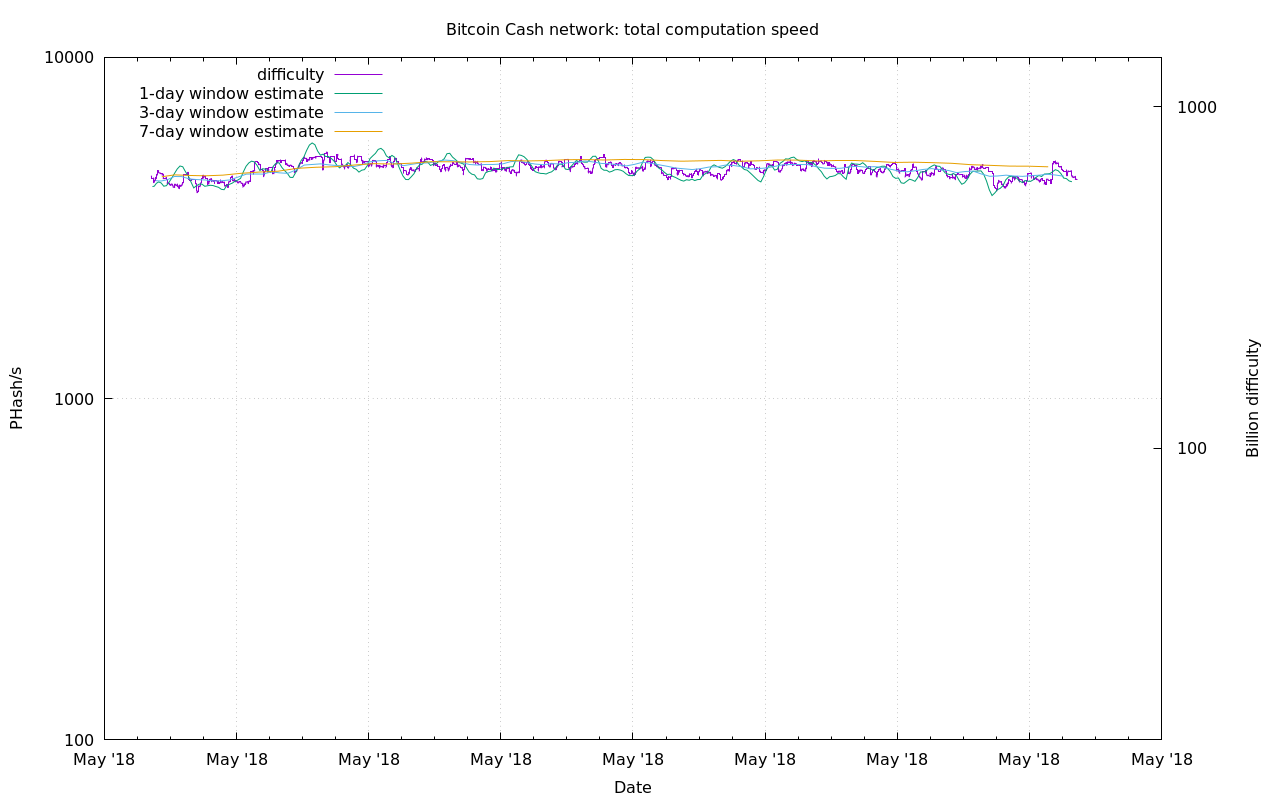 Bitcoin Cash network: total computation speed
10000
1000
100
PHash/s
difficulty
1-day window estimate
3-day window estimate
7-day window estimate
1000
100
Billion difficulty
May '18 May '18 May '18 May '18 May '18 May '18 May '18 May '18 May '18
Date